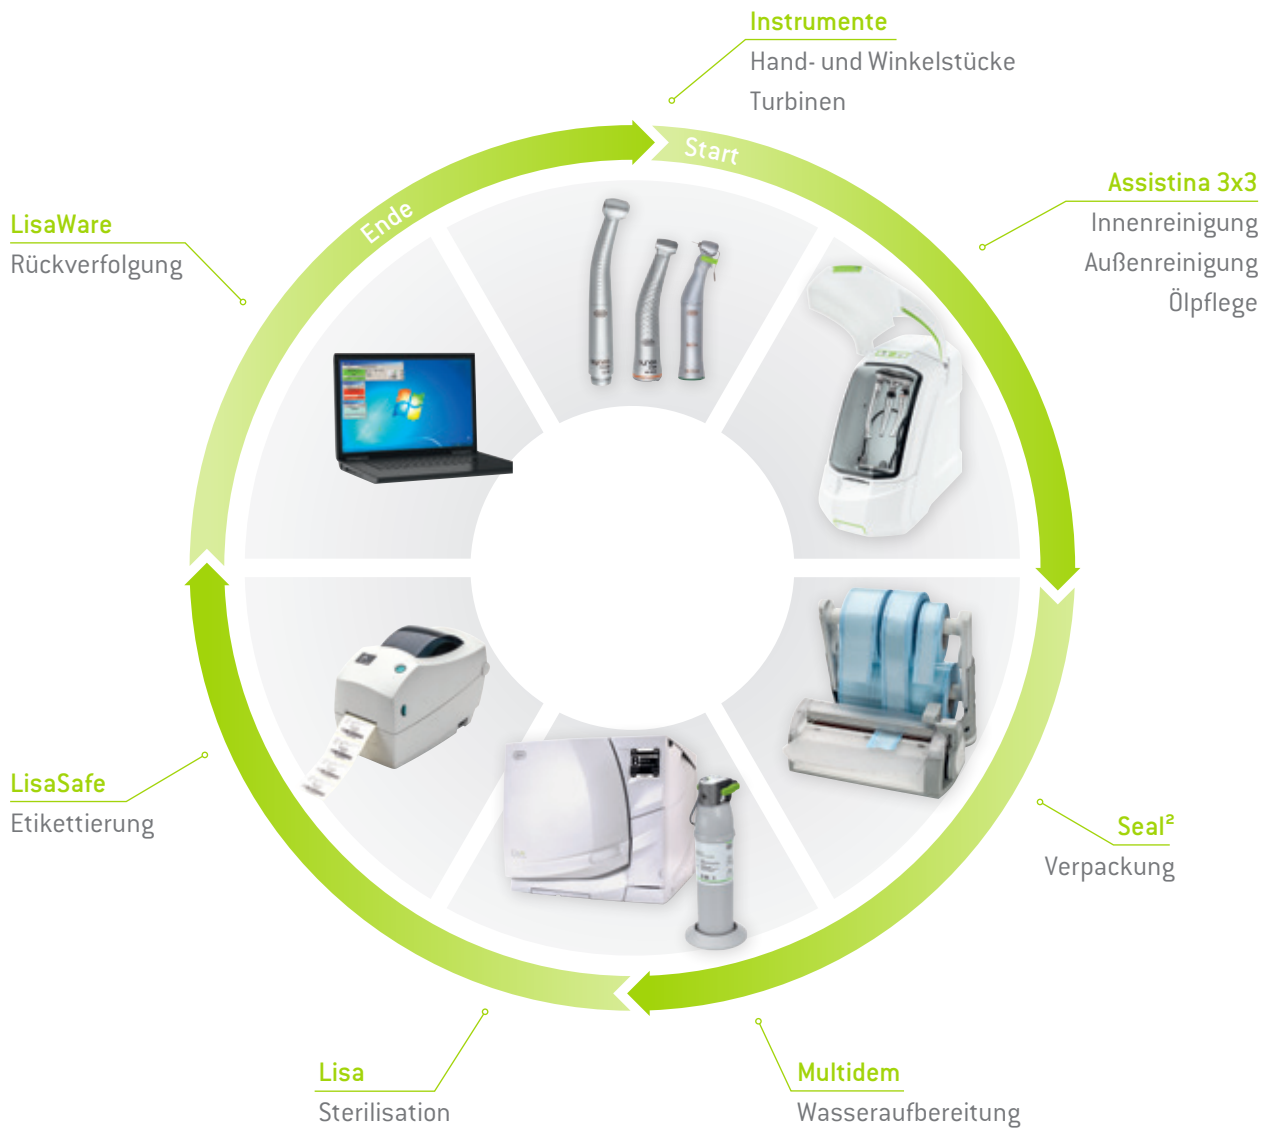 Instrumente
Hand- und Winkelstücke
Turbinen
Start
Assistina 3x3
Innenreinigung
Außenreinigung
Ölpflege
Ende
LisaWare
Rückverfolgung
Seal²
Verpackung
LisaSafe
Etikettierung
Lisa
Sterilisation
Multidem
Wasseraufbereitung